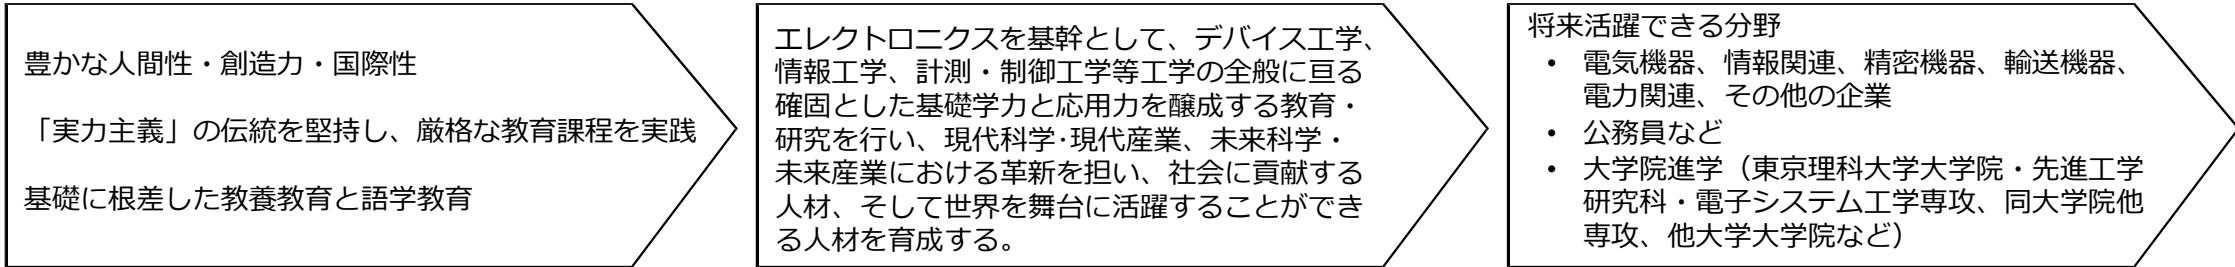 豊かな人間性・創造力・国際性
「実力主義」の伝統を堅持し、厳格な教育課程を実践
基礎に根差した教養教育と語学教育
エレクトロニクスを基幹として、デバイス工学、
情報工学、計測・制御工学等工学の全般に亘る
確固とした基礎学力と応用力を醸成する教育・
研究を行い、現代科学･現代産業、未来科学・
未来産業における革新を担い、社会に貢献する
人材、そして世界を舞台に活躍することができ
る人材を育成する。
将来活躍できる分野
• 電気機器、情報関連、精密機器、輸送機器、
電力関連、その他の企業
• 公務員など
• 大学院進学（東京理科大学大学院・先進工学
研究科・電子システム工学専攻、同大学院他
専攻、他大学大学院など）